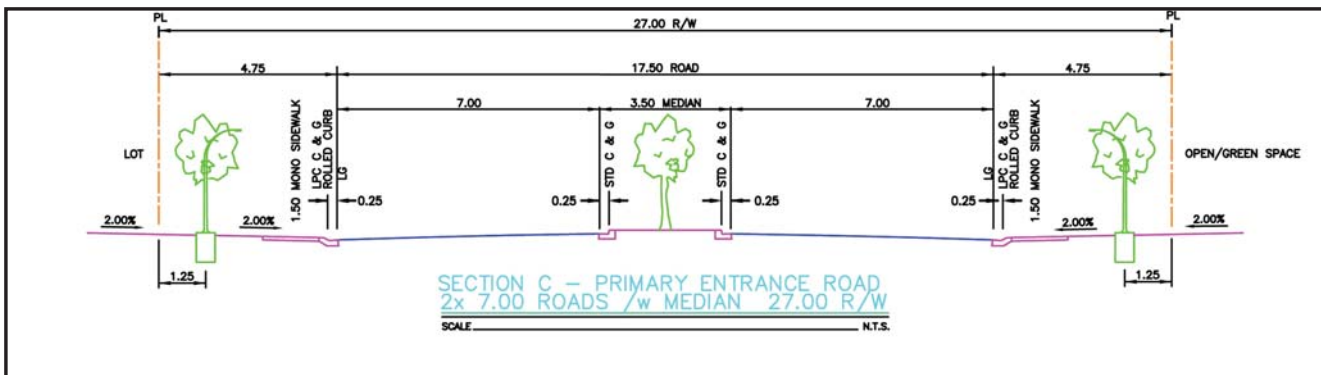 PL
PL
27.00 R/W
4.75
17.50 ROAD
4.75
7.00
3.50 MEDIAN
7.00
LOT
1.50 MONO SIDEWALK
LPC C & G
ROLLED CURB
LG
STD C & G
STD C & G
LG
LPC C & G
ROLLED CURB
1.50 MONO SIDEWALK
OPEN/GREEN SPACE
0.25
0.25
0.25
0.25
2.00%
2.00%
2.00%
2.00%
1.25
1.25
SECTION C - PRIMARY ENTRANCE ROAD
2x 7.00 ROADS /w MEDIAN 27.00 R/W
SCALE N.T.S.